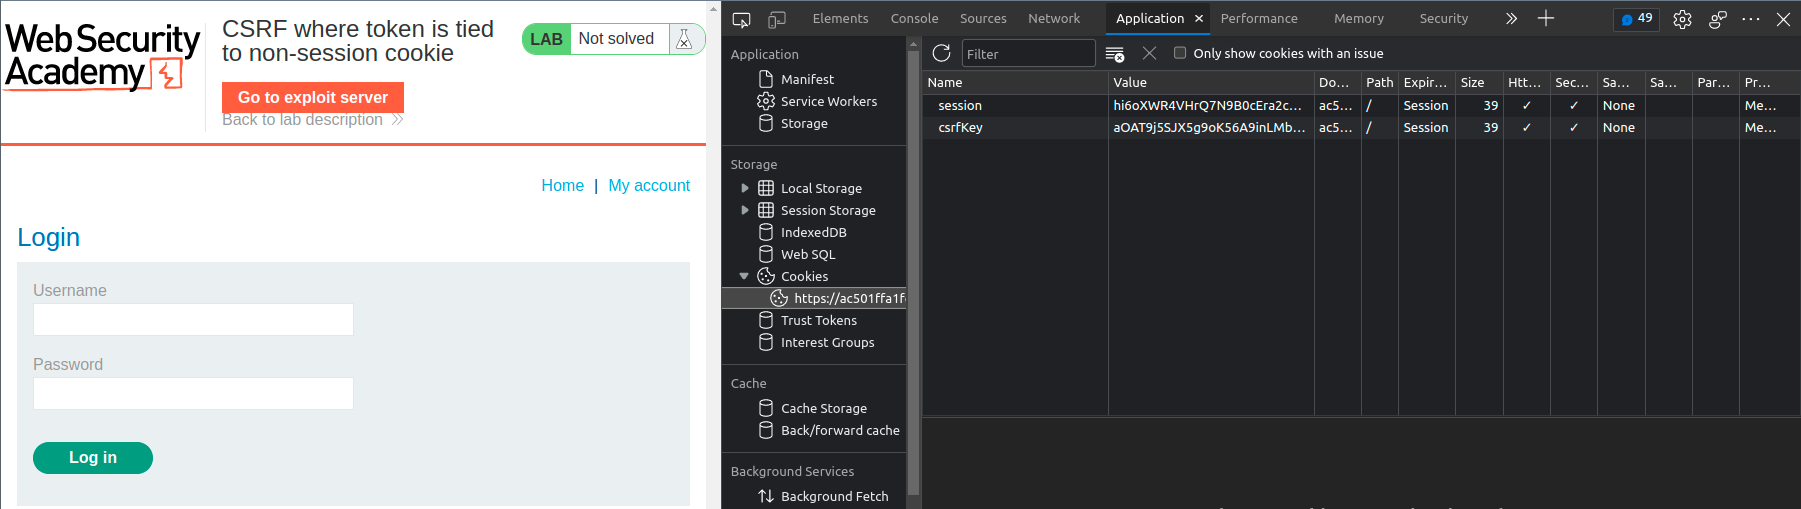 Web Security
Academy
CSRF where token is tied
to non-session cookie
LAB Not solved
Go to exploit server
Back to lab description
Home | My account
Login
Username
Password
Log in
Elements Console Sources Network Application Performance Memory Security 49
Application
Manifest
Service Workers
Storage
Storage
Local Storage
Session Storage
IndexedDB
Web SQL
Cookies
https://ac501ffa1f
Trust Tokens
Interest Groups
Cache
Cache Storage
Back/forward cache
Background Services
Background Fetch
Filter Only show cookies with an issue
Name Value Do... Path Expir... Size Htt... Sec... Sa... Sa... Par... Pr...
session hi6oXWR4VHrQ7N9B0cEra2c... ac5... / Session 39 ✓ ✓ None Me...
csrfKey aOAT9j5SJX5g9oK56A9inLMb... ac5... / Session 39 ✓ ✓ None Me...